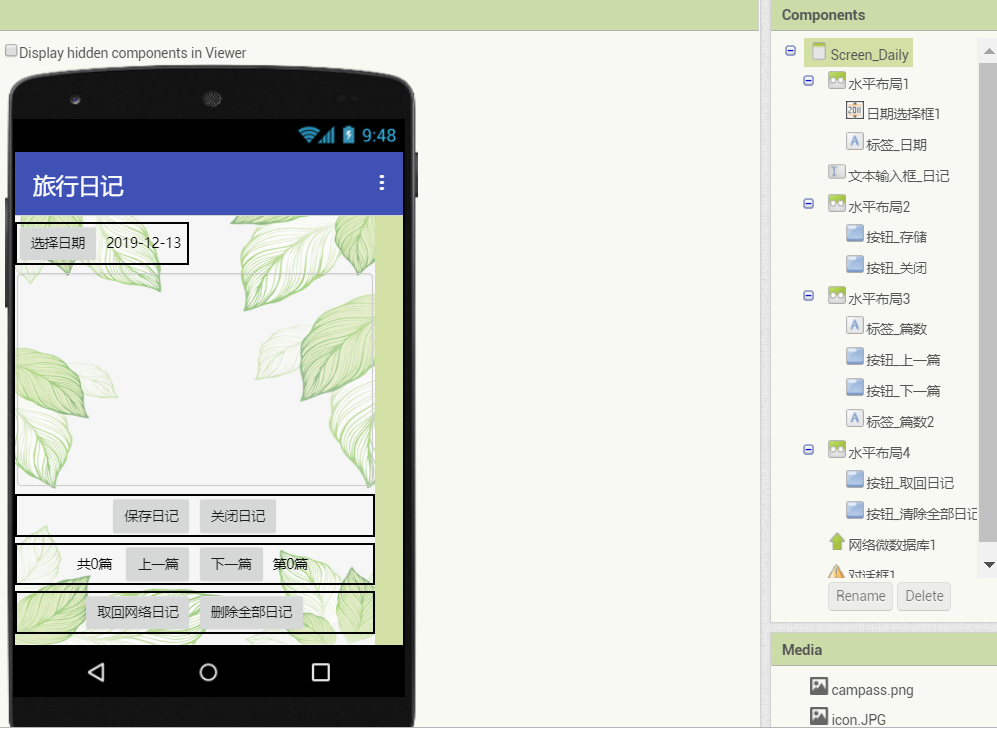 Display hidden components in Viewer
9:48
旅行日记
选择日期 2019-12-13
保存日记 关闭日记
共0篇 上一篇 下一篇 第0篇
取回网络日记 删除全部日记
Components
Screen_Daily
水平布局1
日期选择框1
标签_日期
文本输入框_日记
水平布局2
按钮_存储
按钮_关闭
水平布局3
标签_篇数
按钮_上一篇
按钮_下一篇
标签_篇数2
水平布局4
按钮_取回日记
按钮_清除全部日记
网络微数据库1
对话框1
Rename Delete
Media
campass.png
icon.JPG